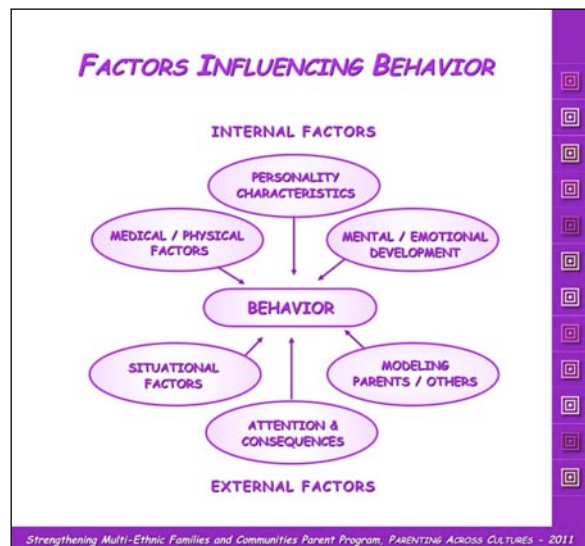 FACTORS INFLUENCING BEHAVIOR
INTERNAL FACTORS
PERSONALITY
CHARACTERISTICS
MEDICAL / PHYSICAL
FACTORS
MENTAL / EMOTIONAL
DEVELOPMENT
BEHAVIOR
SITUATIONAL
FACTORS
MODELING
PARENTS / OTHERS
ATTENTION &
CONSEQUENCES
EXTERNAL FACTORS
Strengthening Multi-Ethnic Families and Communities Parent Program, PARENTING ACROSS CULTURES - 2011